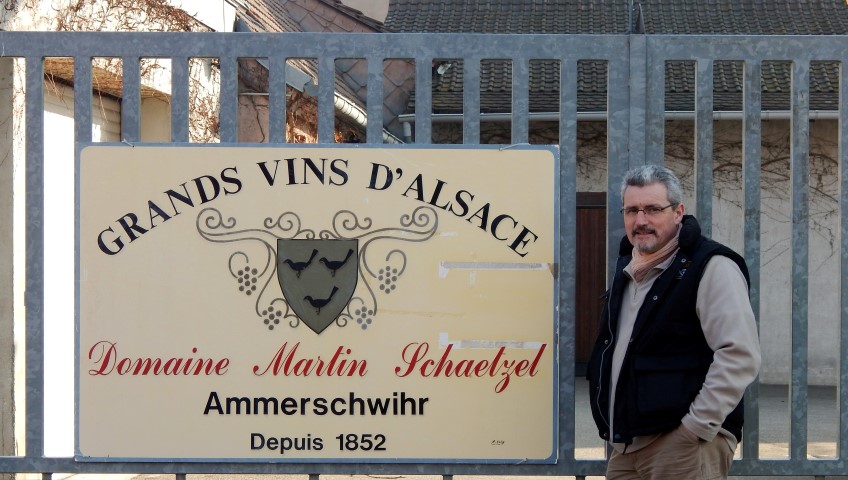 GRANDS VINS D'ALSACE
Domaine Martin Schaetzel
Ammerschwihr
Depuis 1852